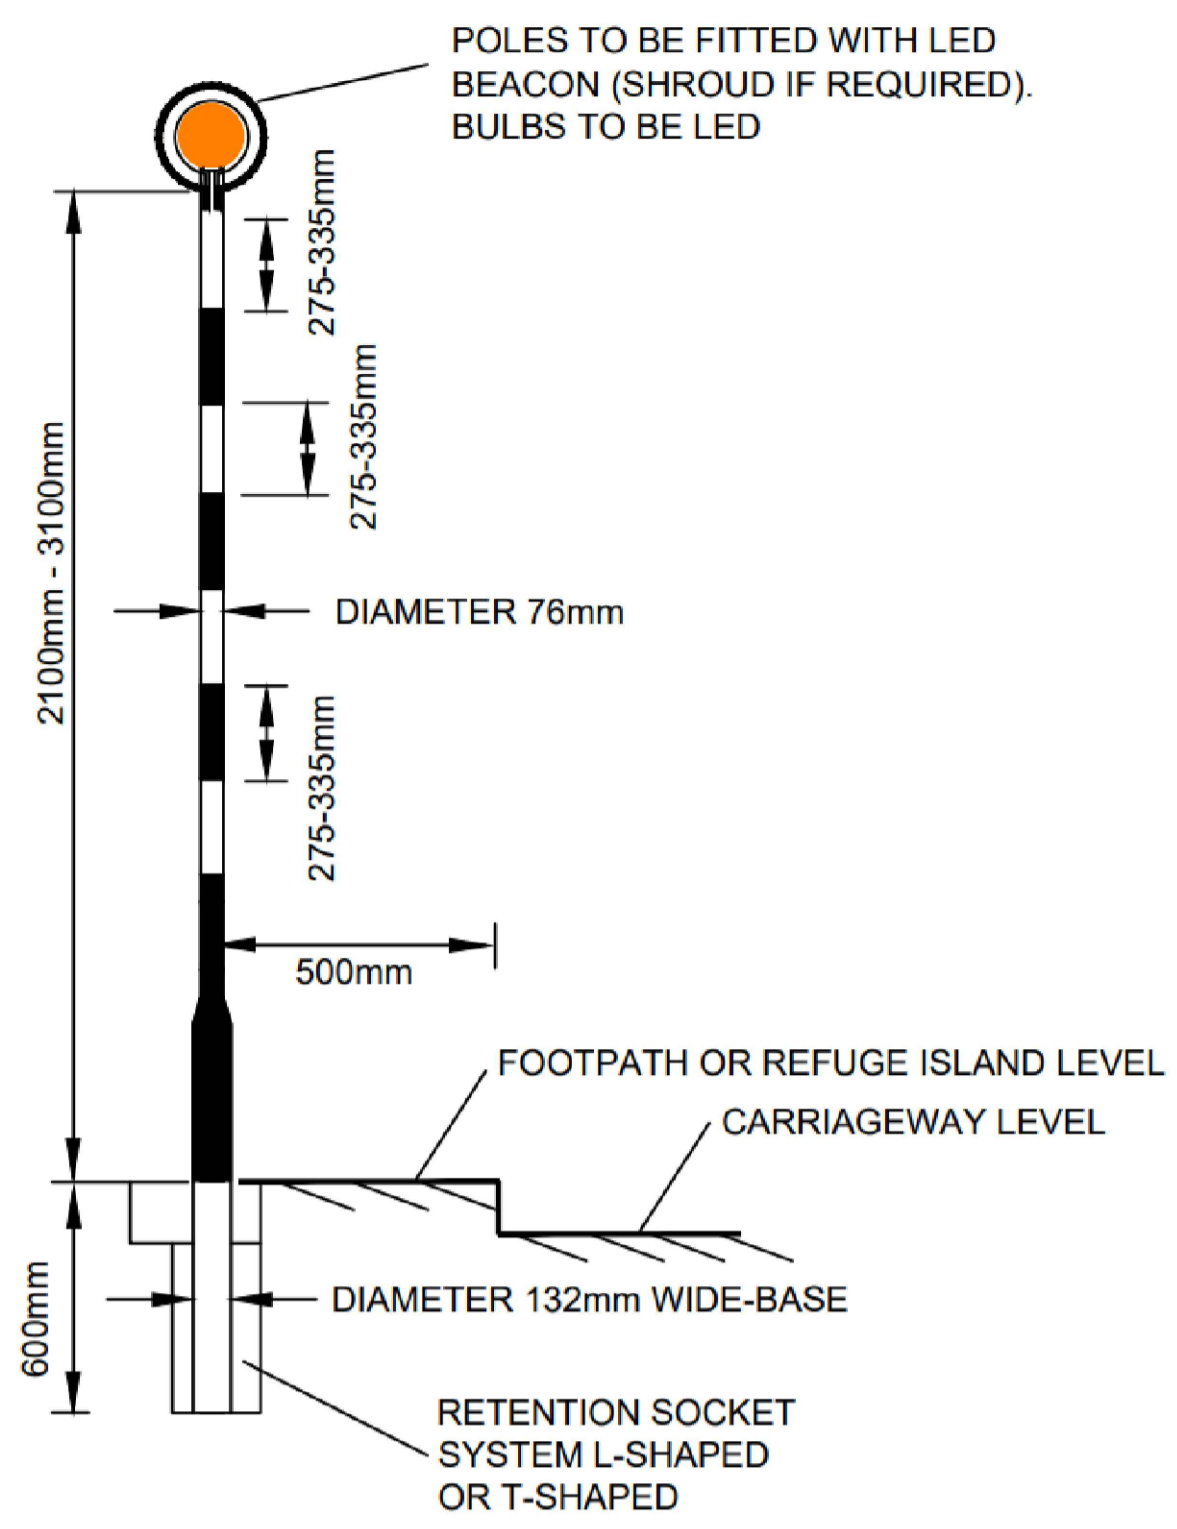 POLES TO BE FITTED WITH LED
BEACON (SHROUD IF REQUIRED).
BULBS TO BE LED
275-335mm
275-335mm
2100mm - 3100mm
DIAMETER 76mm
275-335mm
500mm
FOOTPATH OR REFUGE ISLAND LEVEL
CARRIAGEWAY LEVEL
600mm
DIAMETER 132mm WIDE-BASE
RETENTION SOCKET
SYSTEM L-SHAPED
OR T-SHAPED